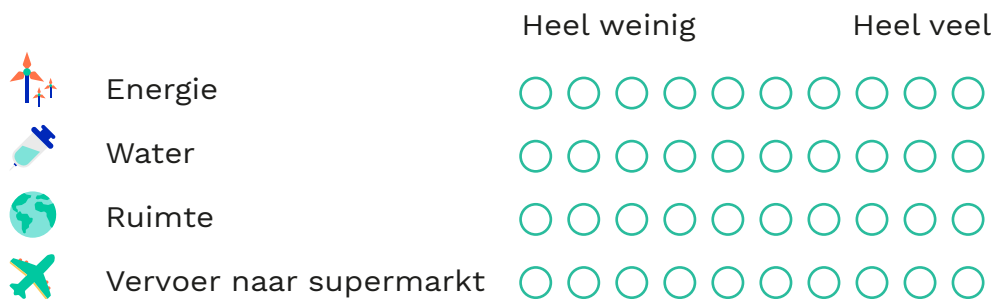 Heel weinig Heel veel
Energie
Water
Ruimte
Vervoer naar supermarkt